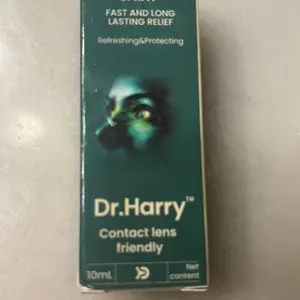 FAST AND LONG
LASTING RELIEF
Refreshing&Protecting
Dr.Harry™
Contact lens
friendly
10mL
Net
content